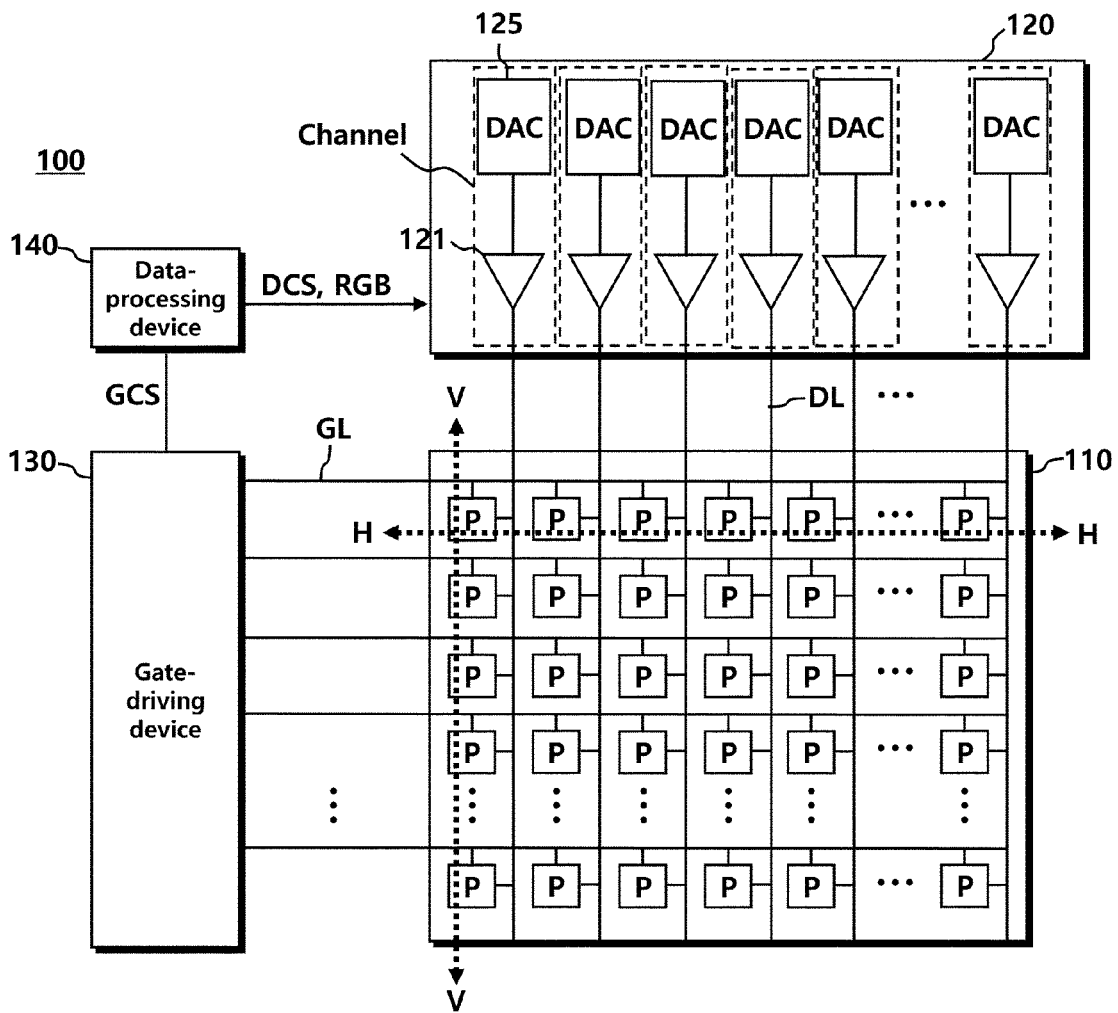 125
120
DAC DAC DAC DAC DAC ... DAC
Channel
100
140
121
Data-
processing
device
DCS, RGB
GCS
V
DL
...
GL
130
110
P P P P P ... P
H
H
P P P P P ... P
P P P P P ... P
Gate-
driving
device
P P P P P ... P
P P P P P ... P
V